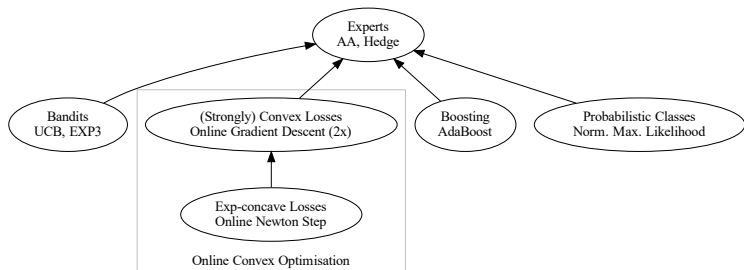 Experts
AA, Hedge
Bandits
UCB, EXP3
(Strongly) Convex Losses
Online Gradient Descent (2x)
Boosting
AdaBoost
Probabilistic Classes
Norm. Max. Likelihood
Exp-concave Losses
Online Newton Step
Online Convex Optimisation